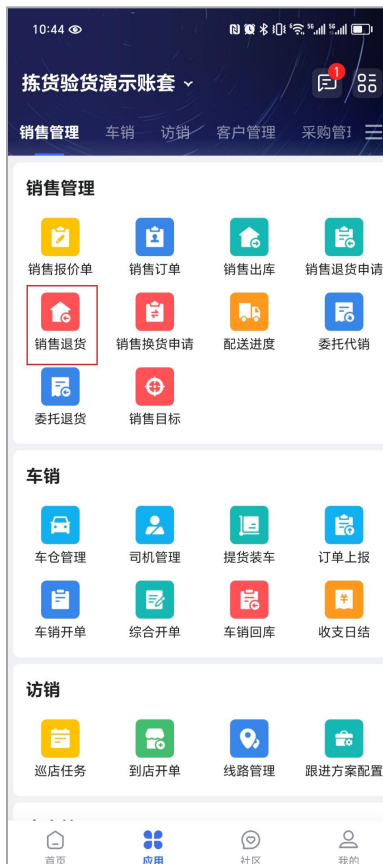 10:44
拣货验货演示账套
1
销售管理 车销 访销 客户管理 采购管
销售管理
销售报价单 销售订单 销售出库 销售退货申请
销售退货 销售换货申请 配送进度 委托代销
委托退货 销售目标
车销
车仓管理 司机管理 提货装车 订单上报
车销开单 综合开单 车销回库 收支日结
访销
巡店任务 到店开单 线路管理 跟进方案配置
首页 应用 社区 我的